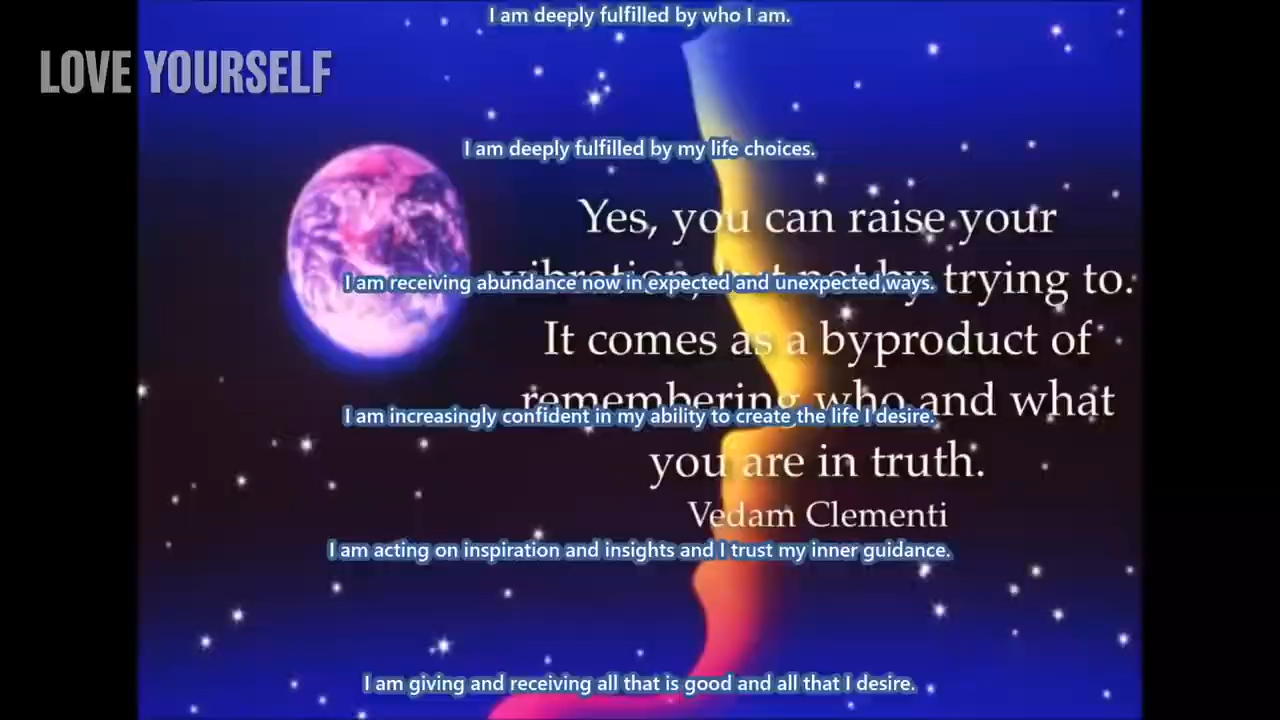 I am deeply fulfilled by who I am.
LOVE YOURSELF
I am deeply fulfilled by my life choices.
Yes, you can raise your
vibration, but not by trying to.
I am receiving abundance now in expected and unexpected ways.
It comes as a byproduct of
remembering who and what
I am increasingly confident in my ability to create the life I desire.
you are in truth.
Vedam Clementi
I am acting on inspiration and insights and I trust my inner guidance.
I am giving and receiving all that is good and all that I desire.